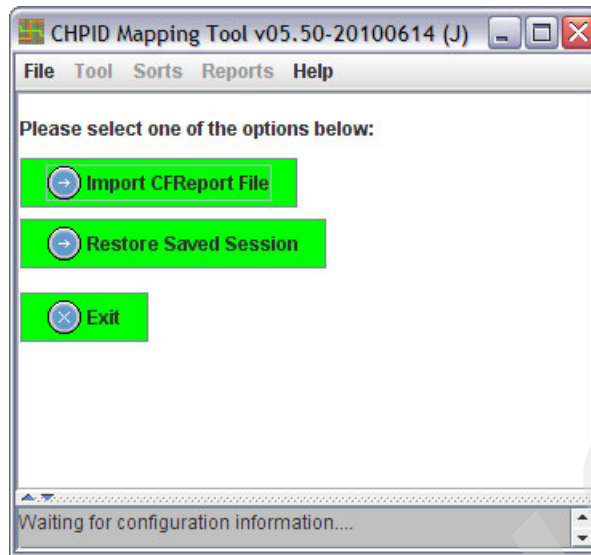 CHPID Mapping Tool v05.50-20100614 (J)
File Tool Sorts Reports Help
Please select one of the options below:
Import CFReport File
Restore Saved Session
Exit
Waiting for configuration information....